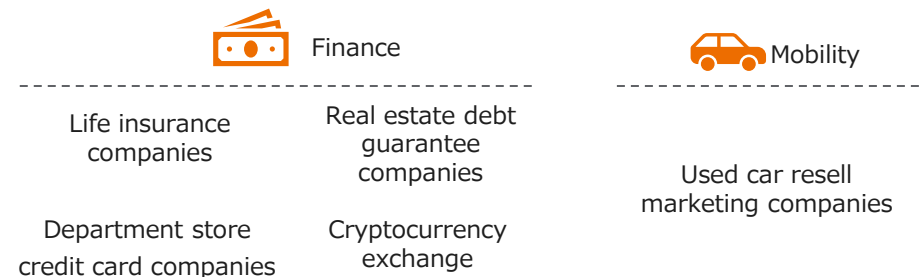 Finance
Mobility
Life insurance
companies
Real estate debt
guarantee
companies
Department store
credit card companies
Cryptocurrency
exchange
Used car resell
marketing companies